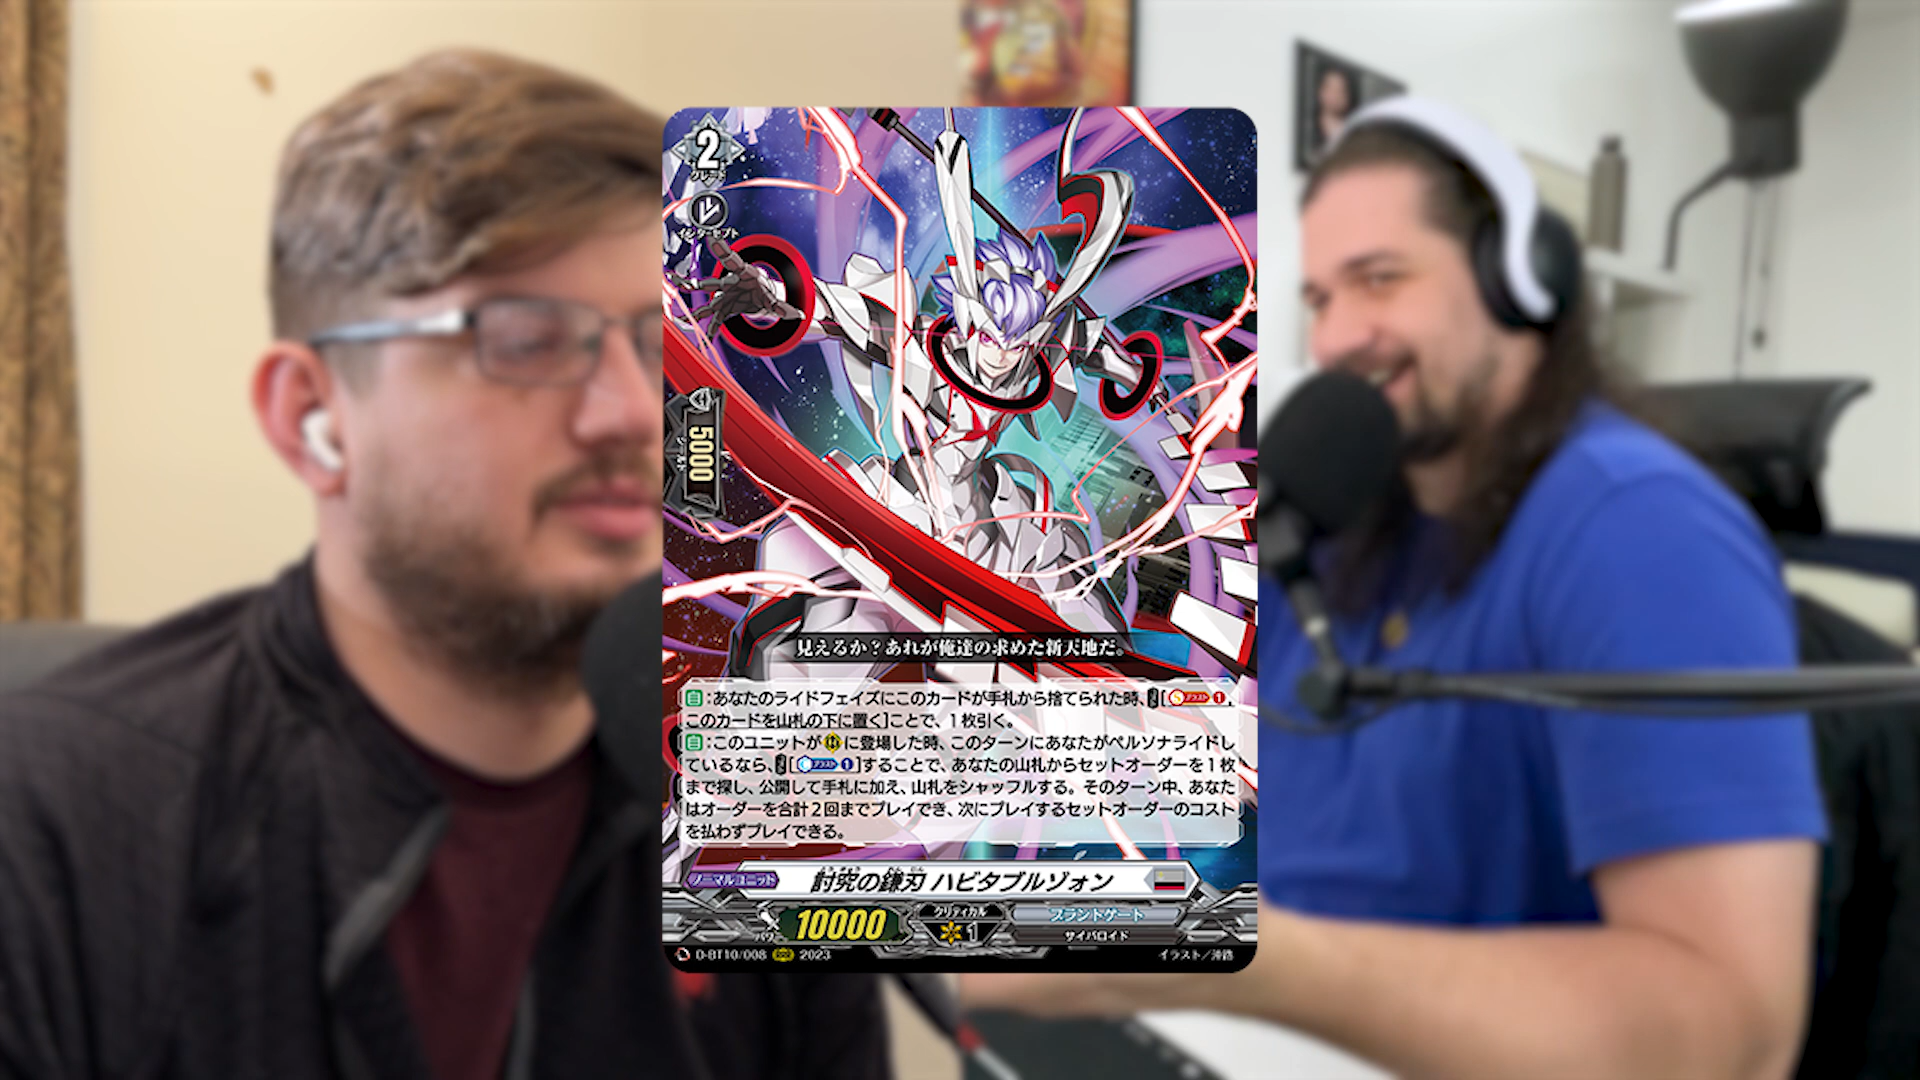 2
グレード
インターセプト
5000
シールド
見えるか？あれが俺達の求めた新天地だ。
自：あなたのライドフェイズにこのカードが手札から捨てられた時、[Sブラスト1,
このカードを山札の下に置く]ことで、1枚引く。
自：このユニットがRに登場した時、このターンにあなたがペルソナライドし
ているなら、[Cブラスト1]することで、あなたの山札からセットオーダーを1枚
まで探し、公開して手札に加え、山札をシャッフルする。そのターン中、あなた
はオーダーを合計2回までプレイでき、次にプレイするセットオーダーのコスト
を払わずプレイできる。
ノーマルユニット
討究の鎌刃 ハビタブルゾォン
パワー 10000
クリティカル
1
ブラントゲート
サイバロイド
D-BT10/008 RRR 2023
イラスト／沖路